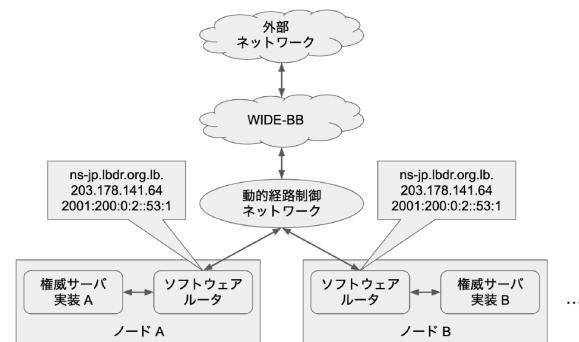 外部
ネットワーク
WIDE-BB
動的経路制御
ネットワーク
ns-jp.lbdr.org.lb.
203.178.141.64
2001:200:0:2::53:1
ns-jp.lbdr.org.lb.
203.178.141.64
2001:200:0:2::53:1
権威サーバ
実装 A
ソフトウェア
ルータ
ノード A
ソフトウェア
ルータ
権威サーバ
実装 B
ノード B
…